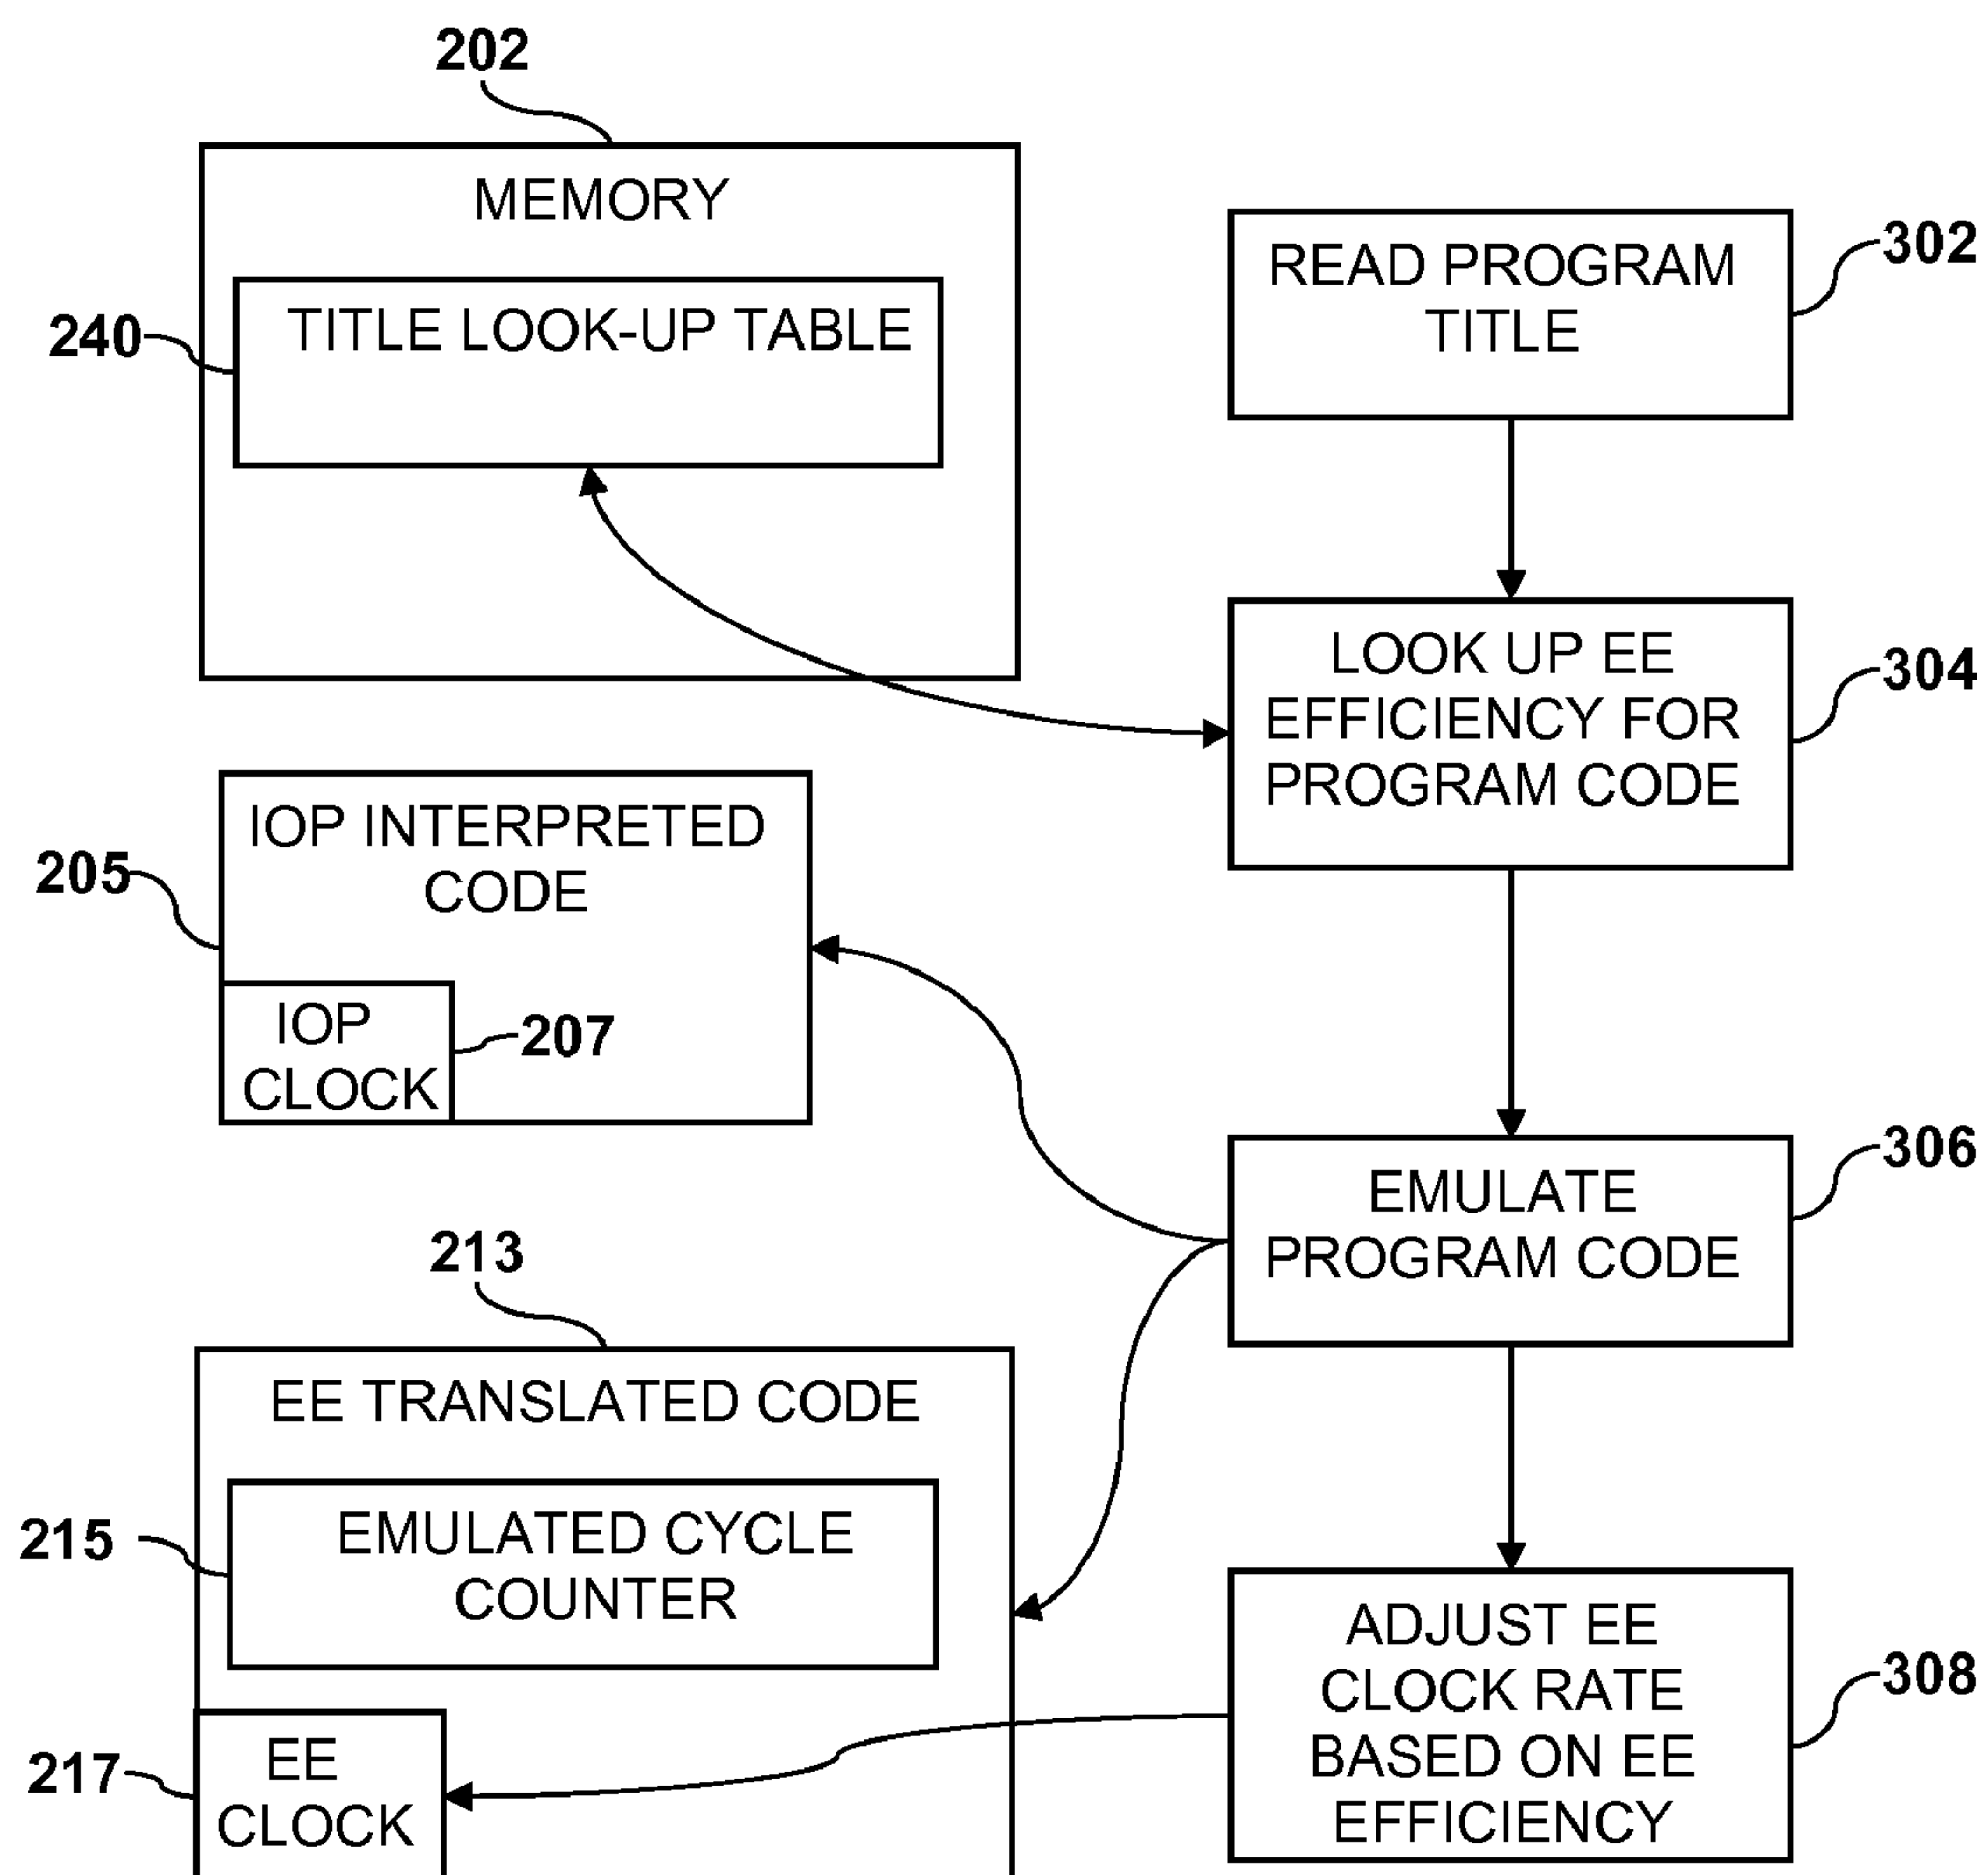 202
MEMORY
240
TITLE LOOK-UP TABLE
READ PROGRAM
TITLE
302
LOOK UP EE
EFFICIENCY FOR
PROGRAM CODE
304
IOP INTERPRETED
CODE
205
IOP
CLOCK
207
EMULATE
PROGRAM CODE
306
213
EE TRANSLATED CODE
215
EMULATED CYCLE
COUNTER
217
EE
CLOCK
ADJUST EE
CLOCK RATE
BASED ON EE
EFFICIENCY
308